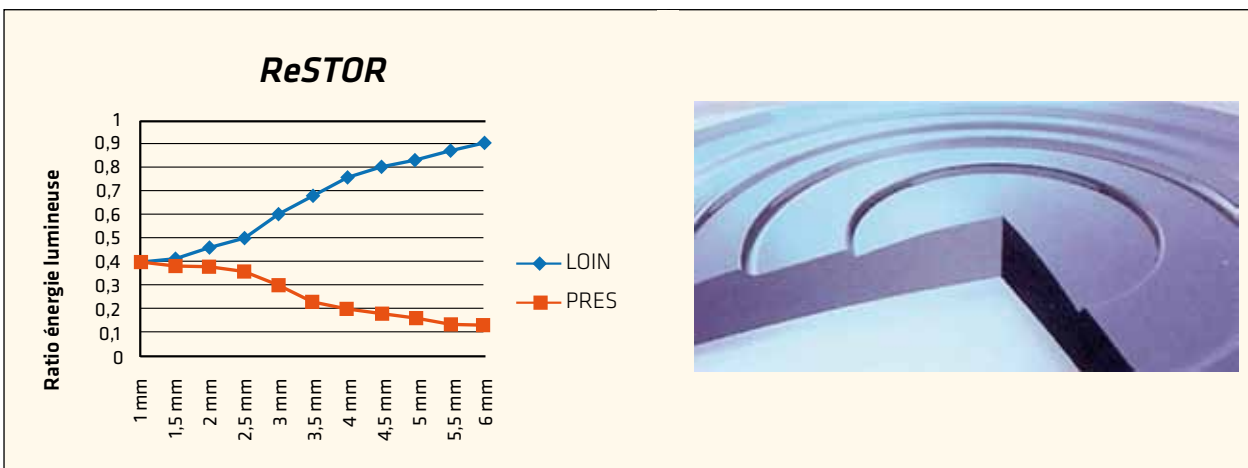 ReSTOR
Ratio énergie lumineuse
1
0,9
0,8
0,7
0,6
0,5
0,4
0,3
0,2
0,1
0
1 mm
1,5 mm
2 mm
2,5 mm
3 mm
3,5 mm
4 mm
4,5 mm
5 mm
5,5 mm
6 mm
LOIN
PRES